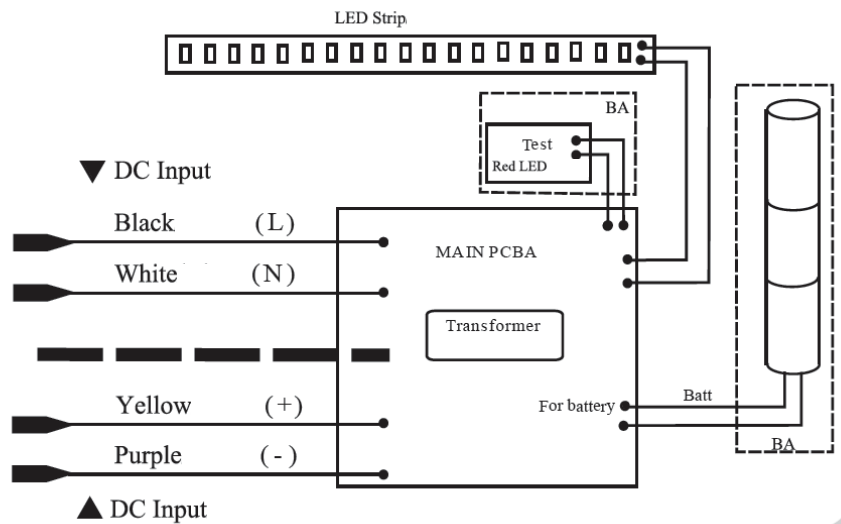 LED Strip
BA
Test
Red LED
▼ DC Input
Black (L)
White (N)
MAIN PCBA
Transformer
Yellow (+)
For battery
Batt
Purple (-)
BA
▲ DC Input